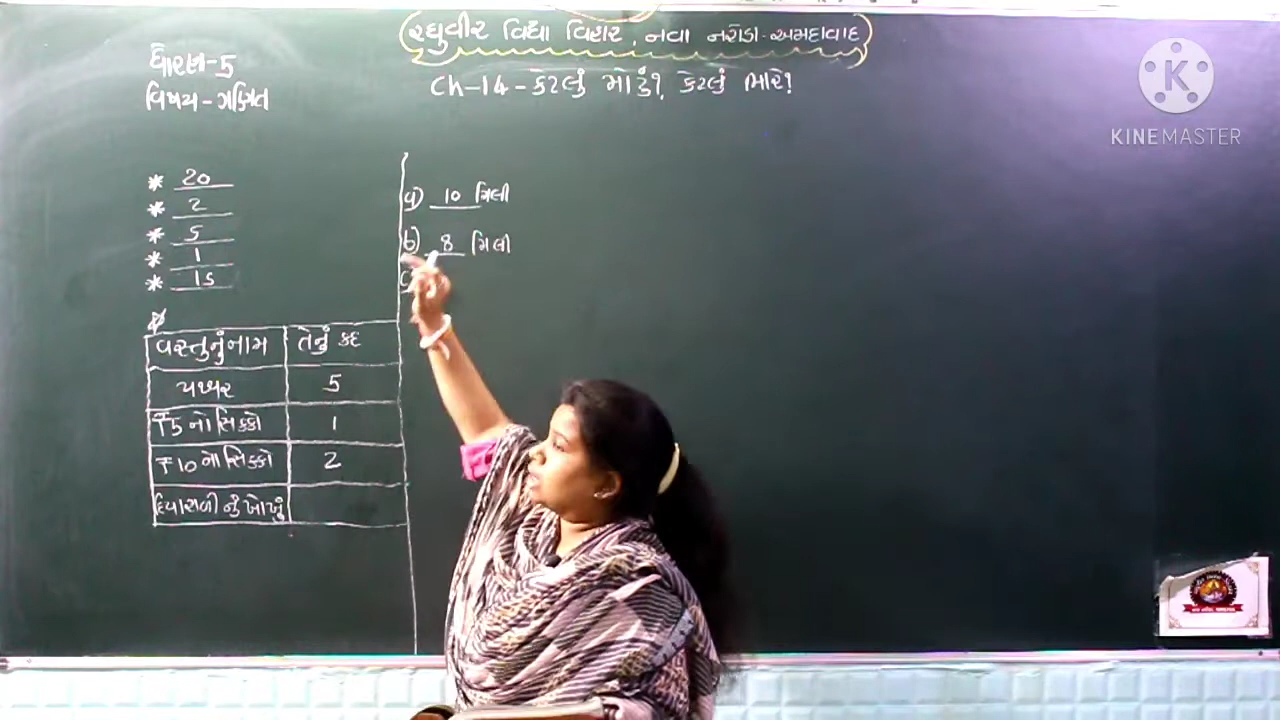 રઘુવીર વિદ્યા વિહાર, નવા નરોડા-અમદાવાદ
ધોરણ-5
વિષય-ગણિત
Ch-14-કેટલું મોટું?, કેટલું ભારે?
KINEMASTER
* 20
* 2
* 5
* 1
* 15
વસ્તુનું નામ તેનું કદ
પથ્થર 5
₹5 નો સિક્કો 1
₹10 નો સિક્કો 2
દિયાસળી નું ખોખું
a) 10 મિલી
b) 8 મિલી